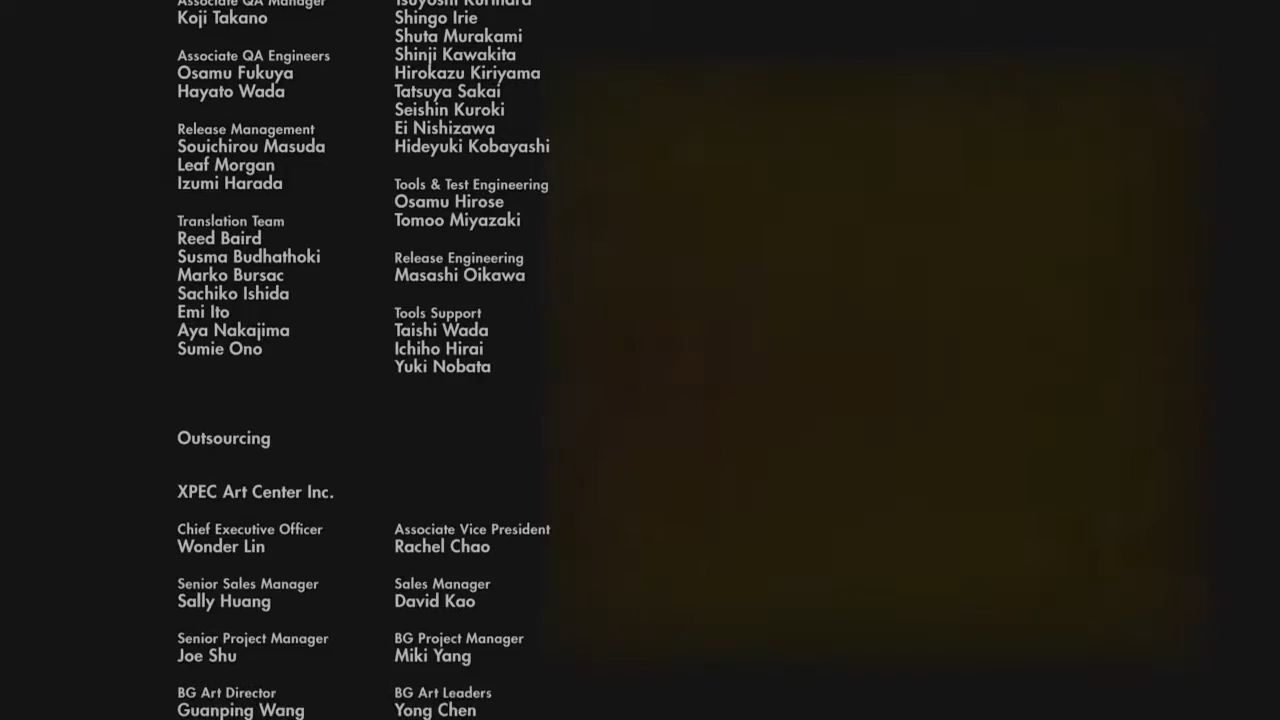 Associate QA Manager
Koji Takano
Associate QA Engineers
Osamu Fukuya
Hayato Wada
Release Management
Souichirou Masuda
Leaf Morgan
Izumi Harada
Translation Team
Reed Baird
Susma Budhathoki
Marko Bursac
Sachiko Ishida
Emi Ito
Aya Nakajima
Sumie Ono
Tsuyoshi Kurihara
Shingo Irie
Shuta Murakami
Shinji Kawakita
Hirokazu Kiriyama
Tatsuya Sakai
Seishin Kuroki
Ei Nishizawa
Hideyuki Kobayashi
Tools & Test Engineering
Osamu Hirose
Tomoo Miyazaki
Release Engineering
Masashi Oikawa
Tools Support
Taishi Wada
Ichiho Hirai
Yuki Nobata
Outsourcing
XPEC Art Center Inc.
Chief Executive Officer
Wonder Lin
Associate Vice President
Rachel Chao
Senior Sales Manager
Sally Huang
Sales Manager
David Kao
Senior Project Manager
Joe Shu
BG Project Manager
Miki Yang
BG Art Director
Guanping Wang
BG Art Leaders
Yong Chen